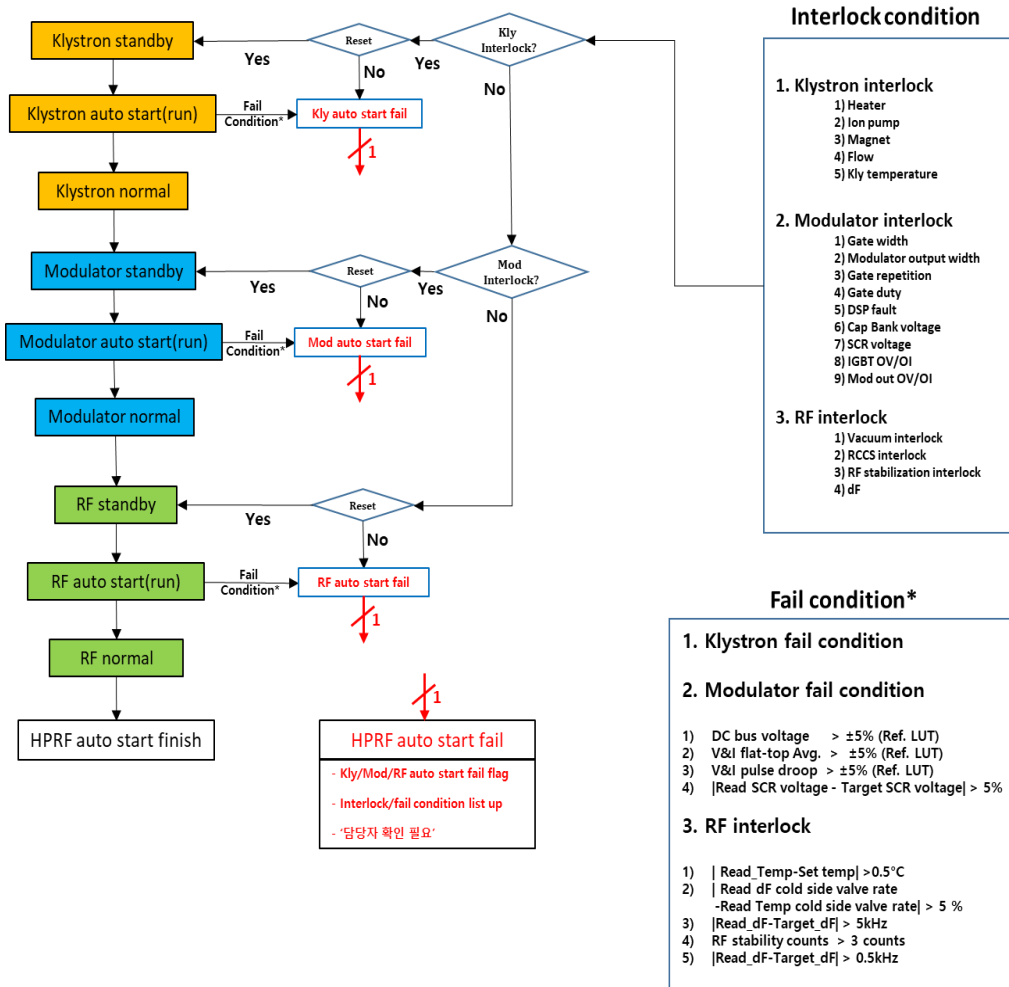 Interlock condition
Klystron standby
Yes
Reset
Yes
Kly
Interlock?
No
No
Klystron auto start(run)
Fail
Condition*
Kly auto start fail
1
Klystron normal
Modulator standby
Yes
Reset
Yes
Mod
Interlock?
No
No
Modulator auto start(run)
Fail
Condition*
Mod auto start fail
1
Modulator normal
RF standby
Yes
Reset
No
RF auto start(run)
Fail
Condition*
RF auto start fail
1
RF normal
HPRF auto start finish
1
HPRF auto start fail
- Kly/Mod/RF auto start fail flag
- Interlock/fail condition list up
- '담당자 확인 필요'
1. Klystron interlock
1) Heater
2) Ion pump
3) Magnet
4) Flow
5) Kly temperature
2. Modulator interlock
1) Gate width
2) Modulator output width
3) Gate repetition
4) Gate duty
5) DSP fault
6) Cap Bank voltage
7) SCR voltage
8) IGBT OV/OI
9) Mod out OV/OI
3. RF interlock
1) Vacuum interlock
2) RCCS interlock
3) RF stabilization interlock
4) dF
Fail condition*
1. Klystron fail condition
2. Modulator fail condition
1) DC bus voltage > ±5% (Ref. LUT)
2) V&I flat-top Avg. > ±5% (Ref. LUT)
3) V&I pulse droop > ±5% (Ref. LUT)
4) |Read SCR voltage - Target SCR voltage| > 5%
3. RF interlock
1) | Read_Temp-Set temp| >0.5°C
2) | Read dF cold side valve rate
-Read Temp cold side valve rate| > 5 %
3) |Read_dF-Target_dF| > 5kHz
4) RF stability counts > 3 counts
5) |Read_dF-Target_dF| > 0.5kHz